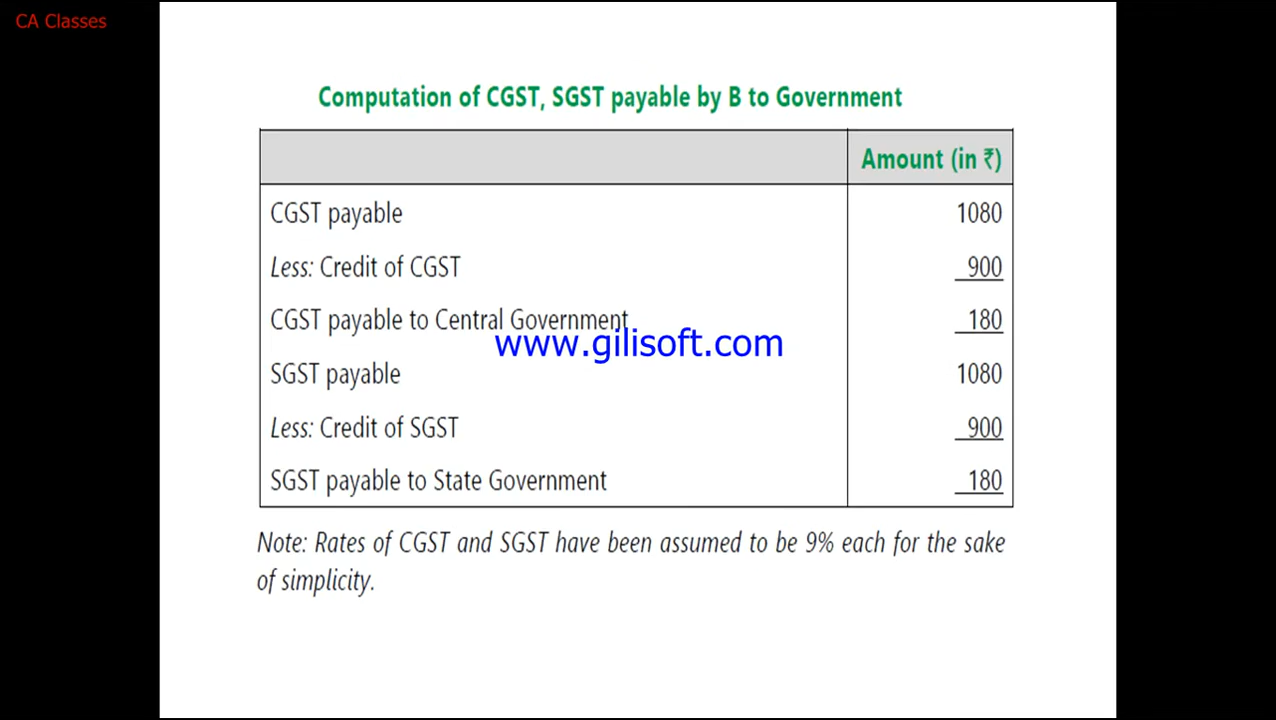 CA Classes
Computation of CGST, SGST payable by B to Government
Amount (in ₹)
CGST payable 1080
Less: Credit of CGST 900
CGST payable to Central Government 180
www.gilisoft.com
SGST payable 1080
Less: Credit of SGST 900
SGST payable to State Government 180
Note: Rates of CGST and SGST have been assumed to be 9% each for the sake
of simplicity.